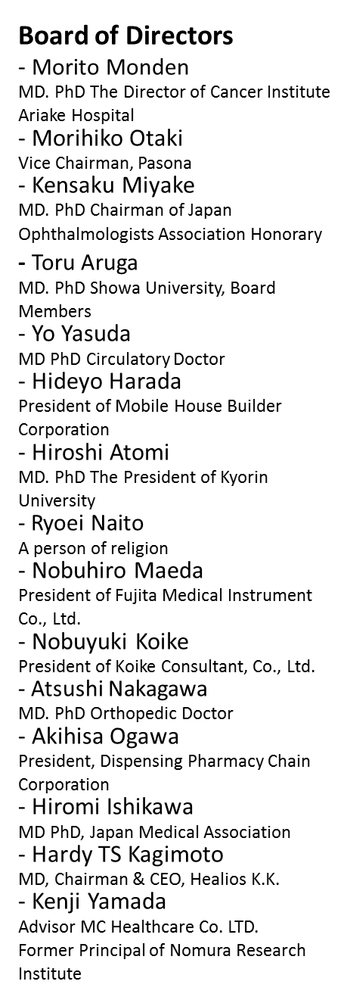 Board of Directors
- Morito Monden
MD. PhD The Director of Cancer Institute
Ariake Hospital
- Morihiko Otaki
Vice Chairman, Pasona
- Kensaku Miyake
MD. PhD Chairman of Japan
Ophthalmologists Association Honorary
- Toru Aruga
MD. PhD Showa University, Board
Members
- Yo Yasuda
MD PhD Circulatory Doctor
- Hideyo Harada
President of Mobile House Builder
Corporation
- Hiroshi Atomi
MD. PhD The President of Kyorin
University
- Ryoei Naito
A person of religion
- Nobuhiro Maeda
President of Fujita Medical Instrument
Co., Ltd.
- Nobuyuki Koike
President of Koike Consultant, Co., Ltd.
- Atsushi Nakagawa
MD. PhD Orthopedic Doctor
- Akihisa Ogawa
President, Dispensing Pharmacy Chain
Corporation
- Hiromi Ishikawa
MD PhD, Japan Medical Association
- Hardy TS Kagimoto
MD, Chairman & CEO, Healios K.K.
- Kenji Yamada
Advisor MC Healthcare Co. LTD.
Former Principal of Nomura Research
Institute